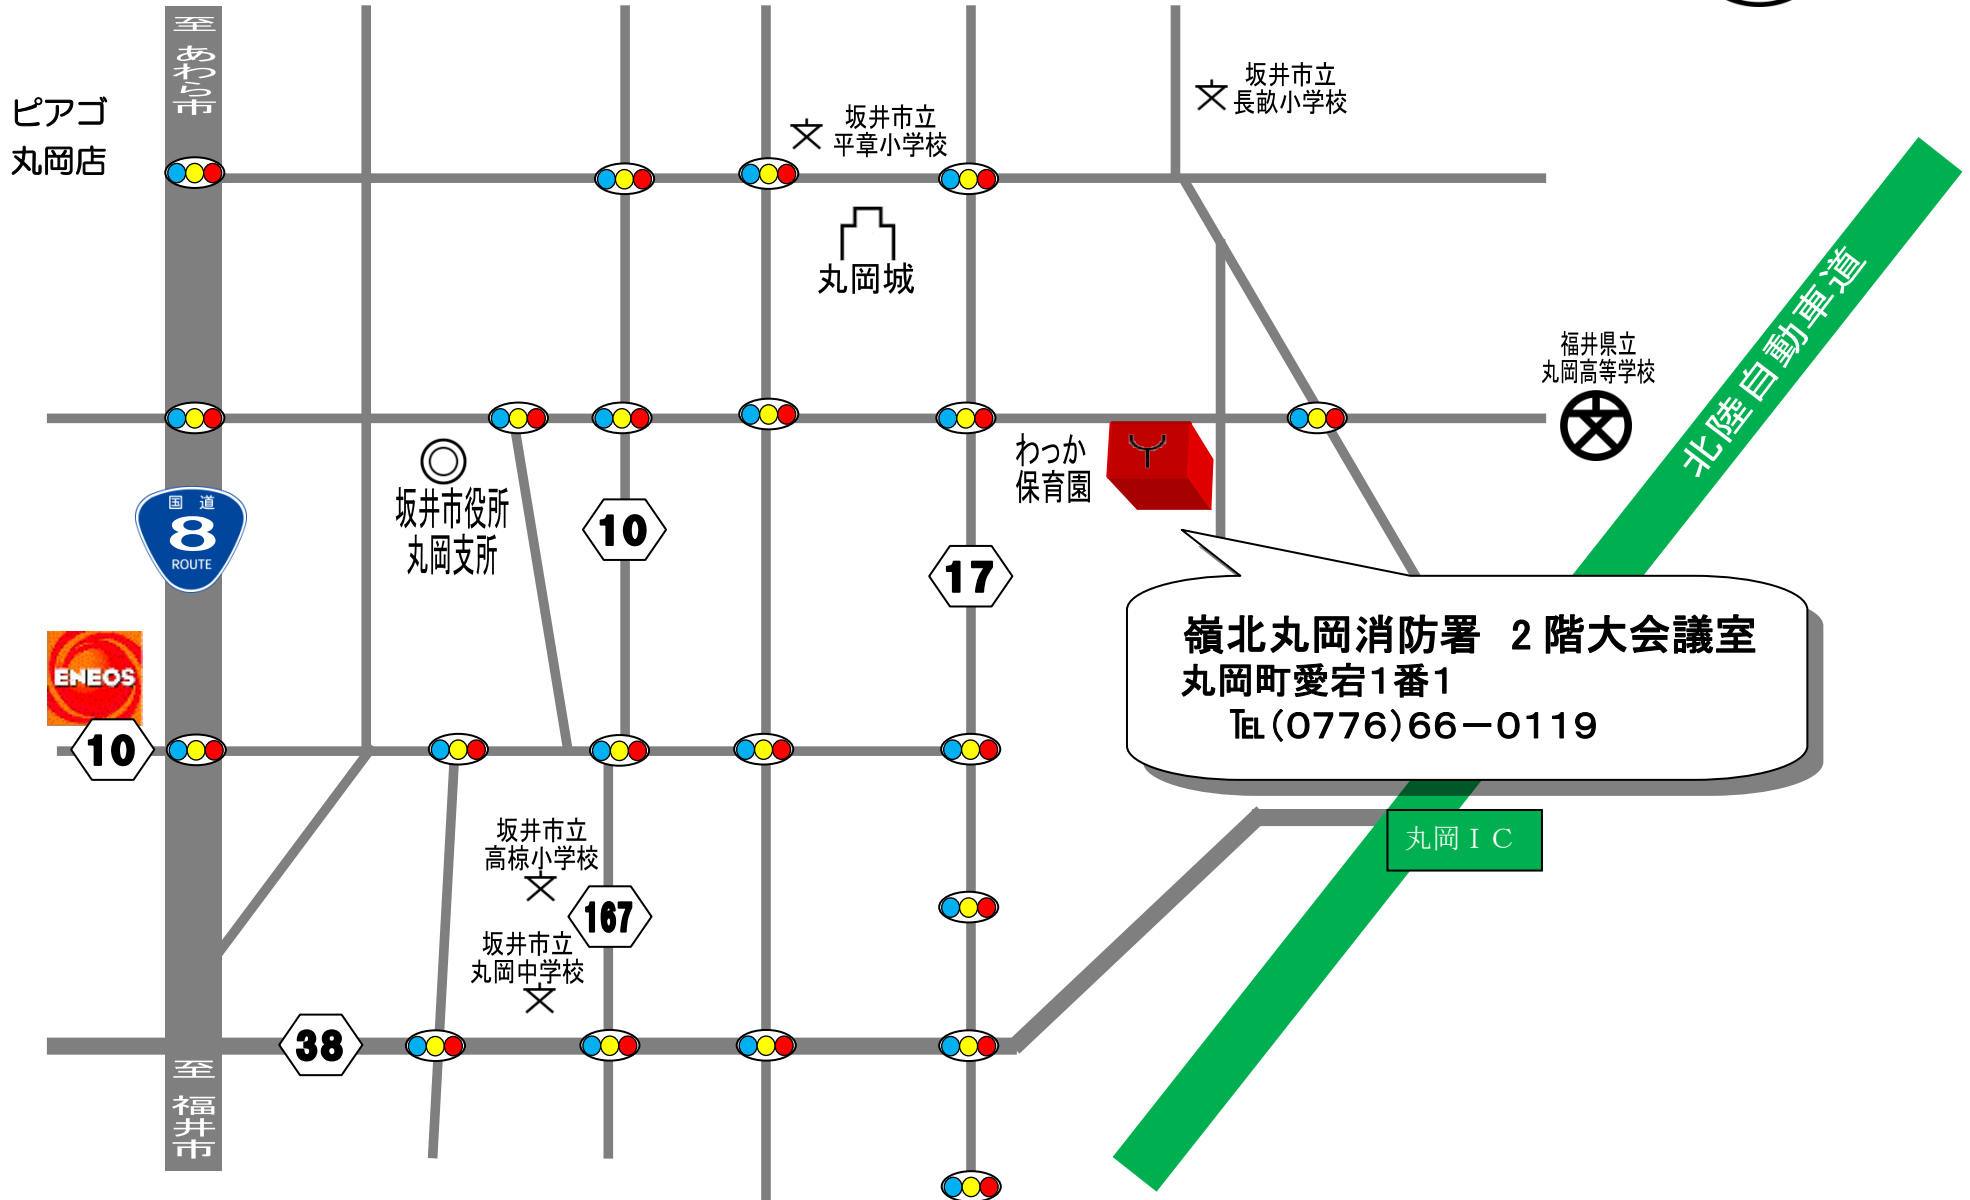 至 あわら市
ピアゴ
丸岡店
坂井市立
長畝小学校
坂井市立
平章小学校
丸岡城
北陸自動車道
福井県立
丸岡高等学校
わっか
保育園
坂井市役所
丸岡支所
国 道
8
ROUTE
10
17
嶺北丸岡消防署 2階大会議室
丸岡町愛宕1番1
℡(0776)66－0119
ENEOS
10
丸岡ＩＣ
坂井市立
高椋小学校
167
坂井市立
丸岡中学校
38
至 福井市